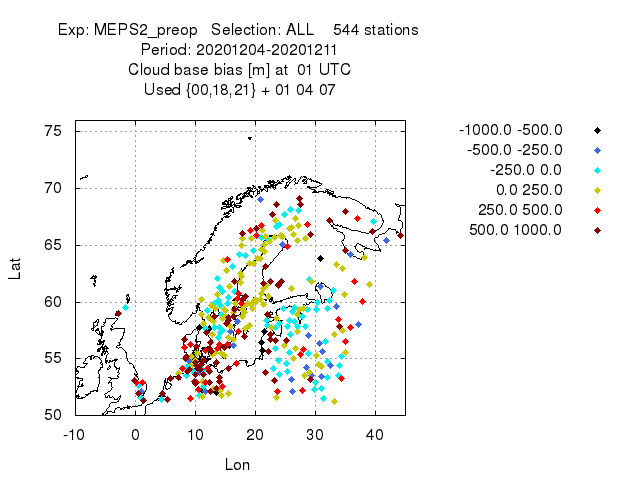 Exp: MEPS2_preop Selection: ALL 544 stations
Period: 20201204-20201211
Cloud base bias [m] at 01 UTC
Used {00,18,21} + 01 04 07
-1000.0 -500.0
-500.0 -250.0
-250.0 0.0
0.0 250.0
250.0 500.0
500.0 1000.0
75
70
65
60
55
50
Lat
-10 0 10 20 30 40
Lon